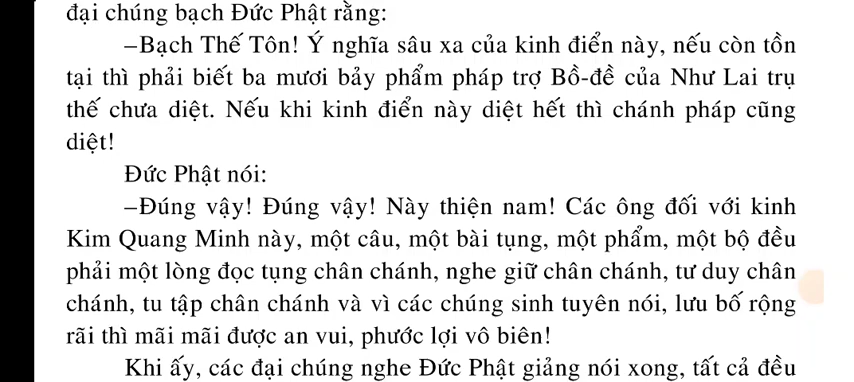 đại chúng bạch Đức Phật rằng:
–Bạch Thế Tôn! Ý nghĩa sâu xa của kinh điển này, nếu còn tồn
tại thì phải biết ba mươi bảy phẩm pháp trợ Bồ-đề của Như Lai trụ
thế chưa diệt. Nếu khi kinh điển này diệt hết thì chánh pháp cũng
diệt!
Đức Phật nói:
–Đúng vậy! Đúng vậy! Này thiện nam! Các ông đối với kinh
Kim Quang Minh này, một câu, một bài tụng, một phẩm, một bộ đều
phải một lòng đọc tụng chân chánh, nghe giữ chân chánh, tư duy chân
chánh, tu tập chân chánh và vì các chúng sinh tuyên nói, lưu bố rộng
rãi thì mãi mãi được an vui, phước lợi vô biên!
Khi ấy, các đại chúng nghe Đức Phật giảng nói xong, tất cả đều